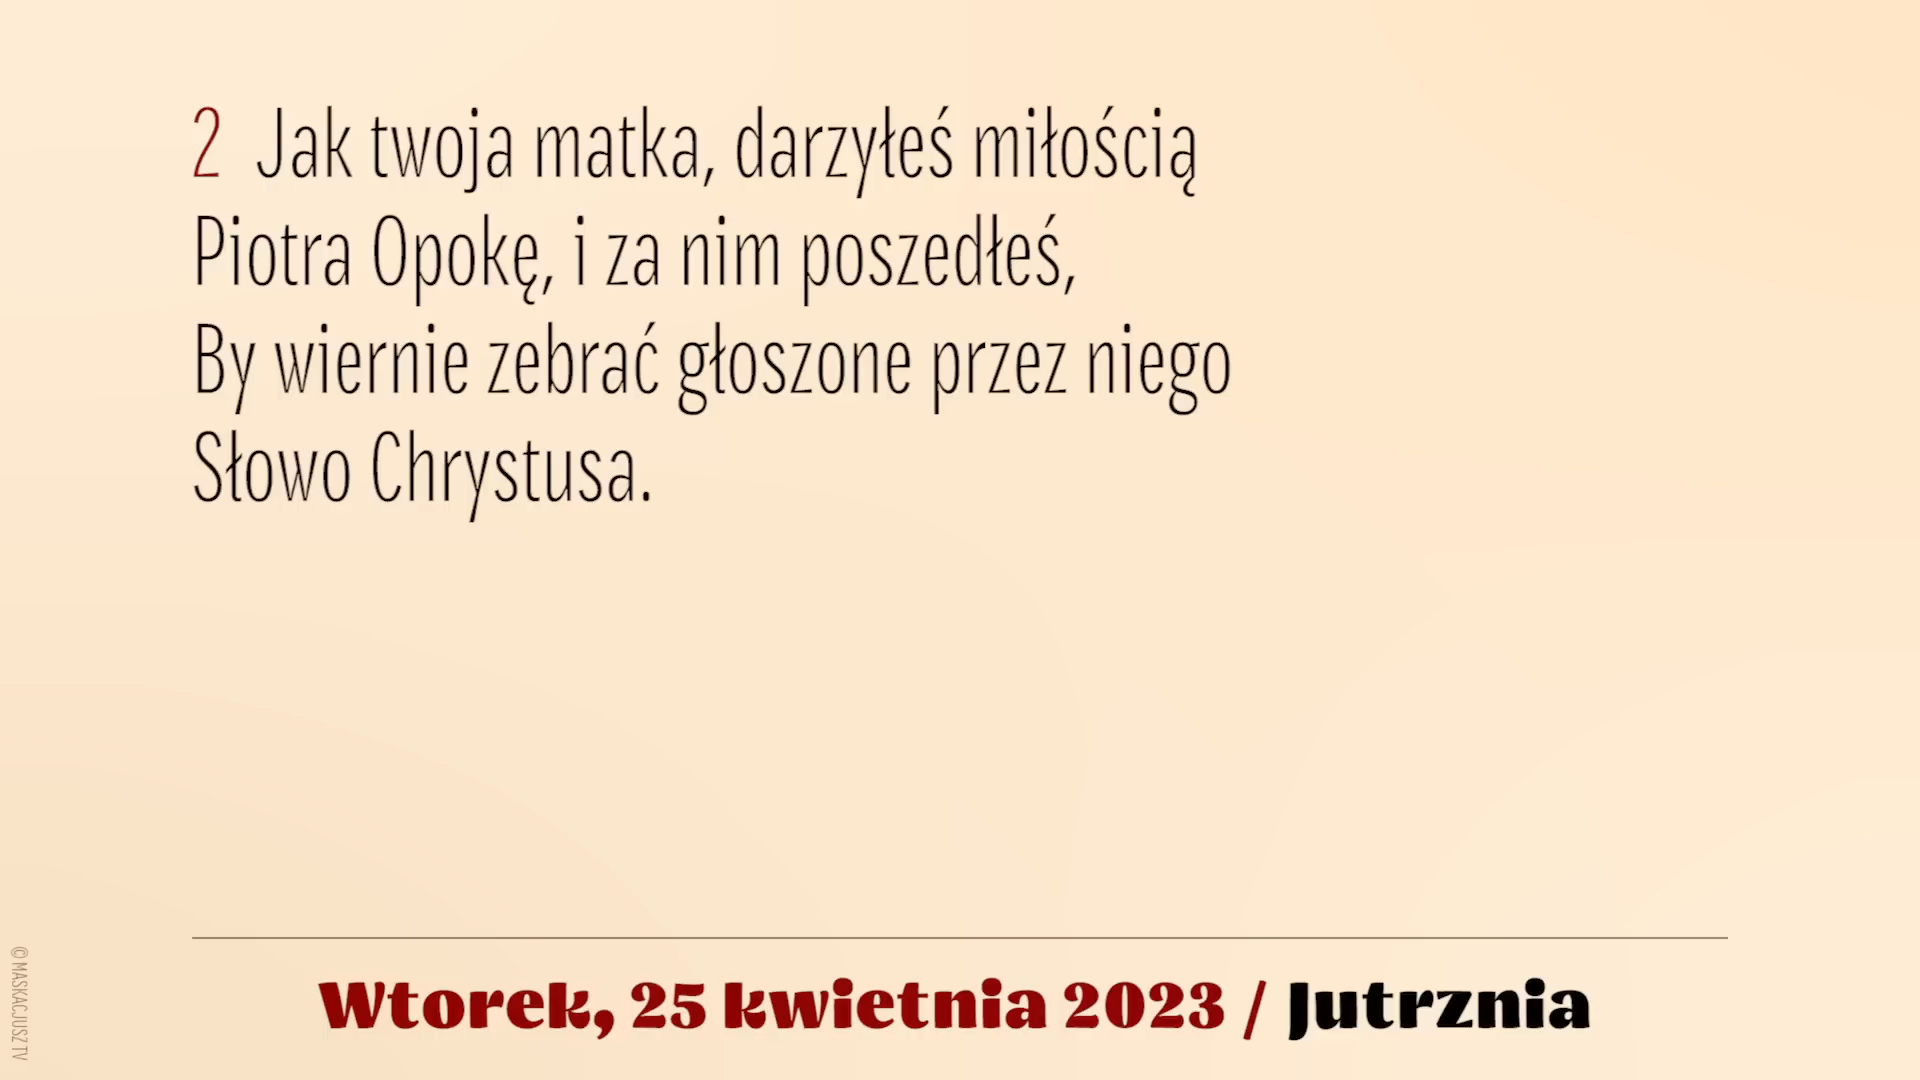 2 Jak twoja matka, darzyłeś miłością
Piotra Opokę, i za nim poszedłeś,
By wiernie zebrać głoszone przez niego
Słowo Chrystusa.
Wtorek, 25 kwietnia 2023 / Jutrznia
© MASKACJUSZ TV